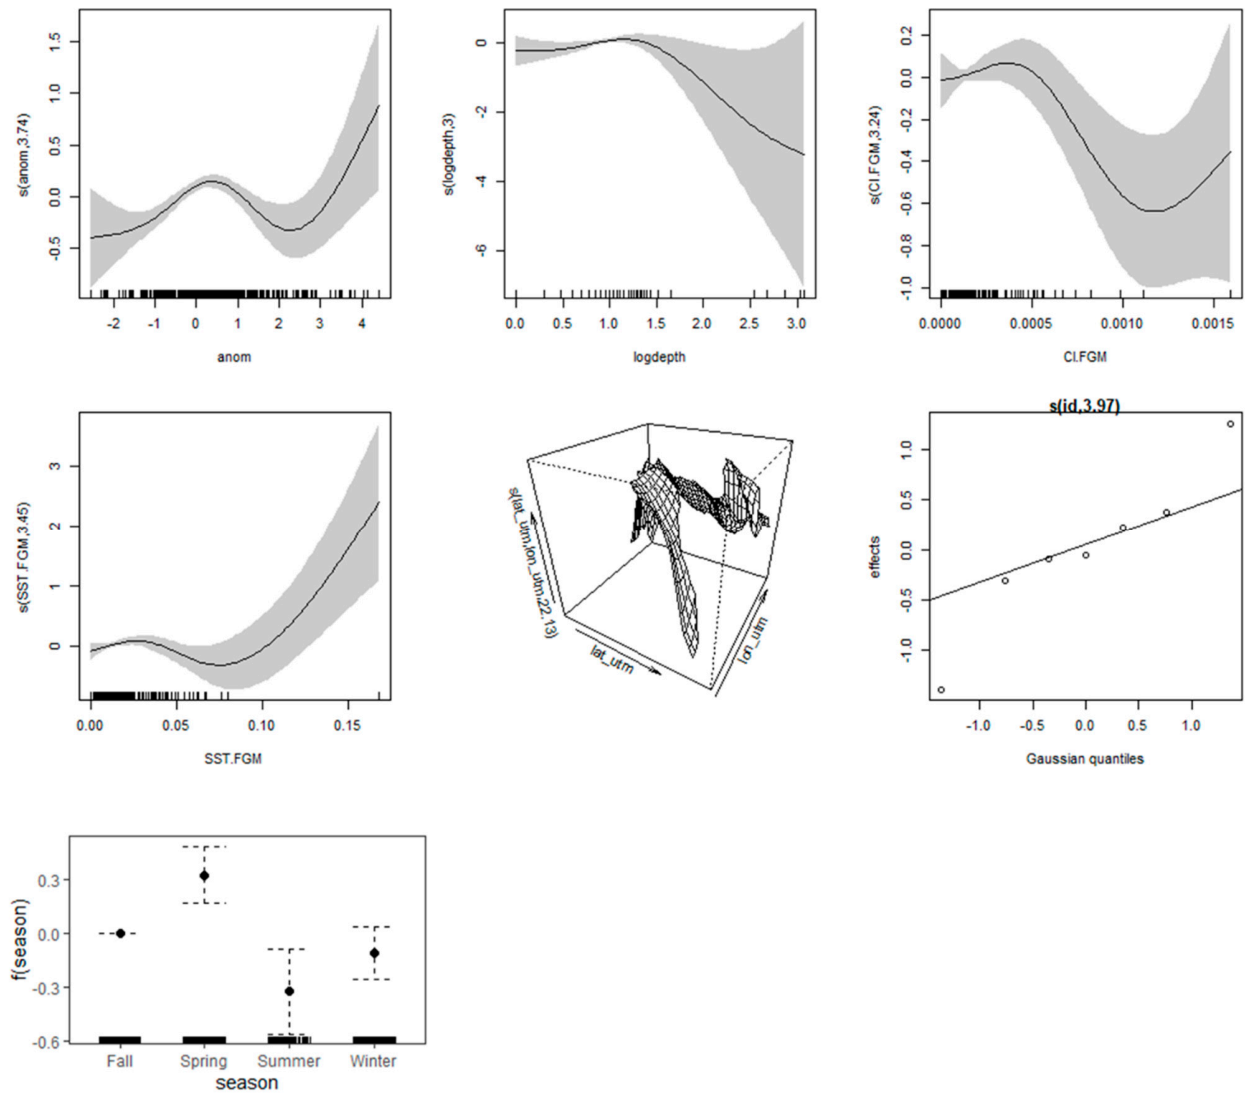 s(anom,3.74)
1.5
1.0
0.5
0.0
-0.5
-2 -1 0 1 2 3 4
anom
s(logdepth,3)
0
-2
-4
-6
0.0 0.5 1.0 1.5 2.0 2.5 3.0
logdepth
s(Cl.FGM,3.24)
0.2
0.0
-0.2
-0.4
-0.6
-0.8
-1.0
0.0000 0.0005 0.0010 0.0015
Cl.FGM
s(SST.FGM,3.45)
3
2
1
0
0.00 0.05 0.10 0.15
SST.FGM
s(lat_utm,lon_utm,22.13)
lat_utm
lon_utm
s(id,3.97)
effects
1.0
0.5
0.0
-0.5
-1.0
-1.0 -0.5 0.0 0.5 1.0
Gaussian quantiles
f(season)
0.3
0.0
-0.3
-0.6
Fall Spring Summer Winter
season